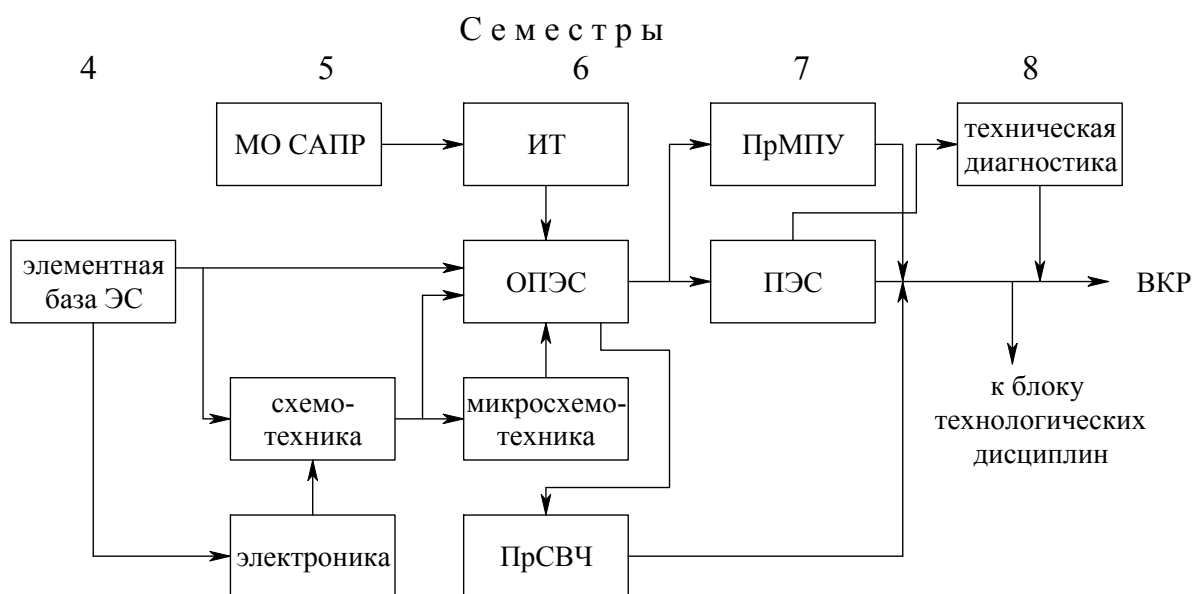 С е м е с т р ы
4 5 6 7 8
МО САПР ИТ ПрМПУ техническая
диагностика
элементная
база ЭС
ОПЭС ПЭС ВКР
схемо-
техника
микросхемо-
техника
к блоку
технологических
дисциплин
электроника ПрСВЧ